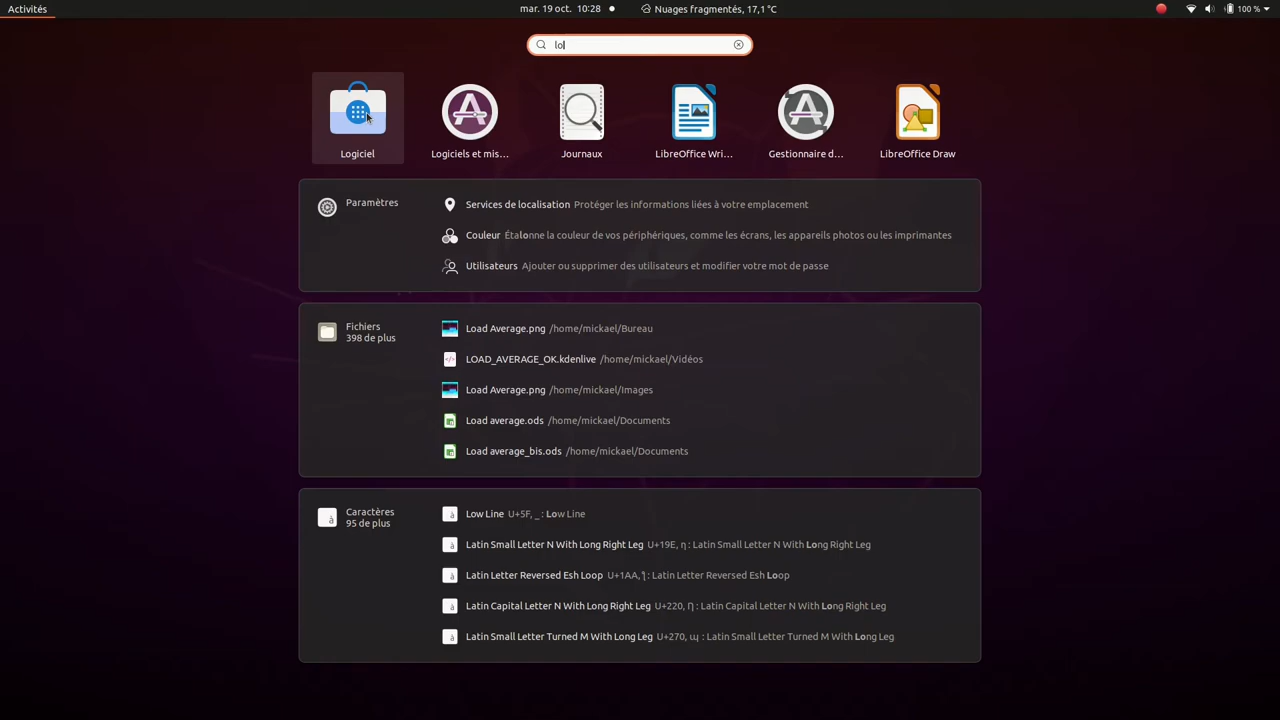 Activités
mar. 19 oct. 10:28
Nuages fragmentés, 17,1 °C
100 %
lo
Logiciel
Logiciels et mis...
Journaux
LibreOffice Wri...
Gestionnaire d...
LibreOffice Draw
Paramètres
Services de localisation Protéger les informations liées à votre emplacement
Couleur Étalonne la couleur de vos périphériques, comme les écrans, les appareils photos ou les imprimantes
Utilisateurs Ajouter ou supprimer des utilisateurs et modifier votre mot de passe
Fichiers
398 de plus
Load Average.png /home/mickael/Bureau
LOAD_AVERAGE_OK.kdenlive /home/mickael/Vidéos
Load Average.png /home/mickael/Images
Load average.ods /home/mickael/Documents
Load average_bis.ods /home/mickael/Documents
Caractères
95 de plus
Low Line U+5F, _ : Low Line
Latin Small Letter N With Long Right Leg U+19E, ƞ : Latin Small Letter N With Long Right Leg
Latin Letter Reversed Esh Loop U+1AA, ƪ : Latin Letter Reversed Esh Loop
Latin Capital Letter N With Long Right Leg U+220, Ƞ : Latin Capital Letter N With Long Right Leg
Latin Small Letter Turned M With Long Leg U+270, ɰ : Latin Small Letter Turned M With Long Leg